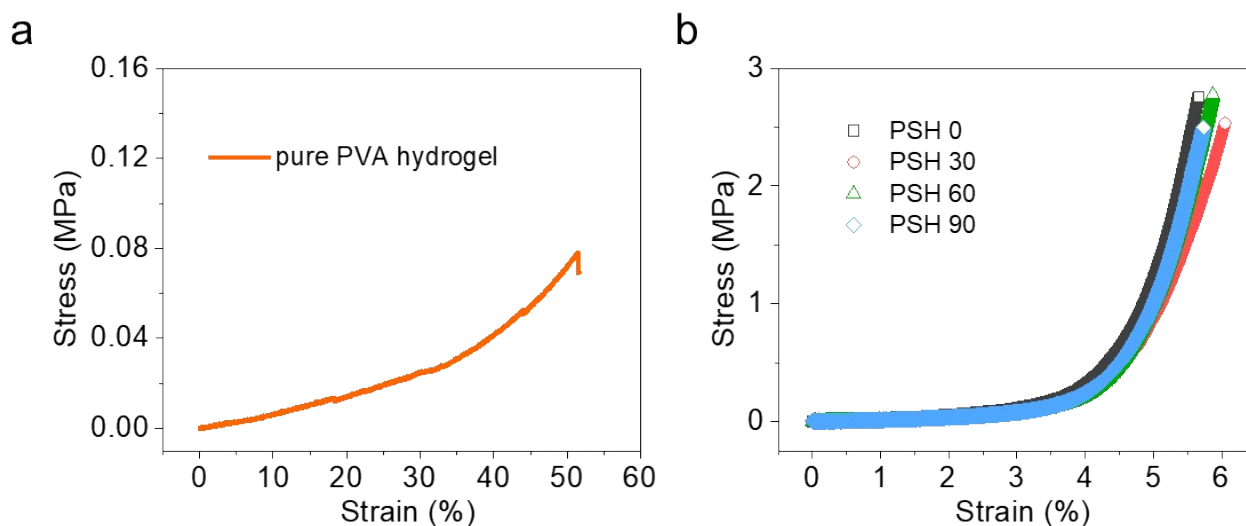 a
0.16
0.12
0.08
0.04
0.00
Stress (MPa)
pure PVA hydrogel
0 10 20 30 40 50 60
Strain (%)
b
3
2
1
0
Stress (MPa)
PSH 0
PSH 30
PSH 60
PSH 90
0 1 2 3 4 5 6
Strain (%)